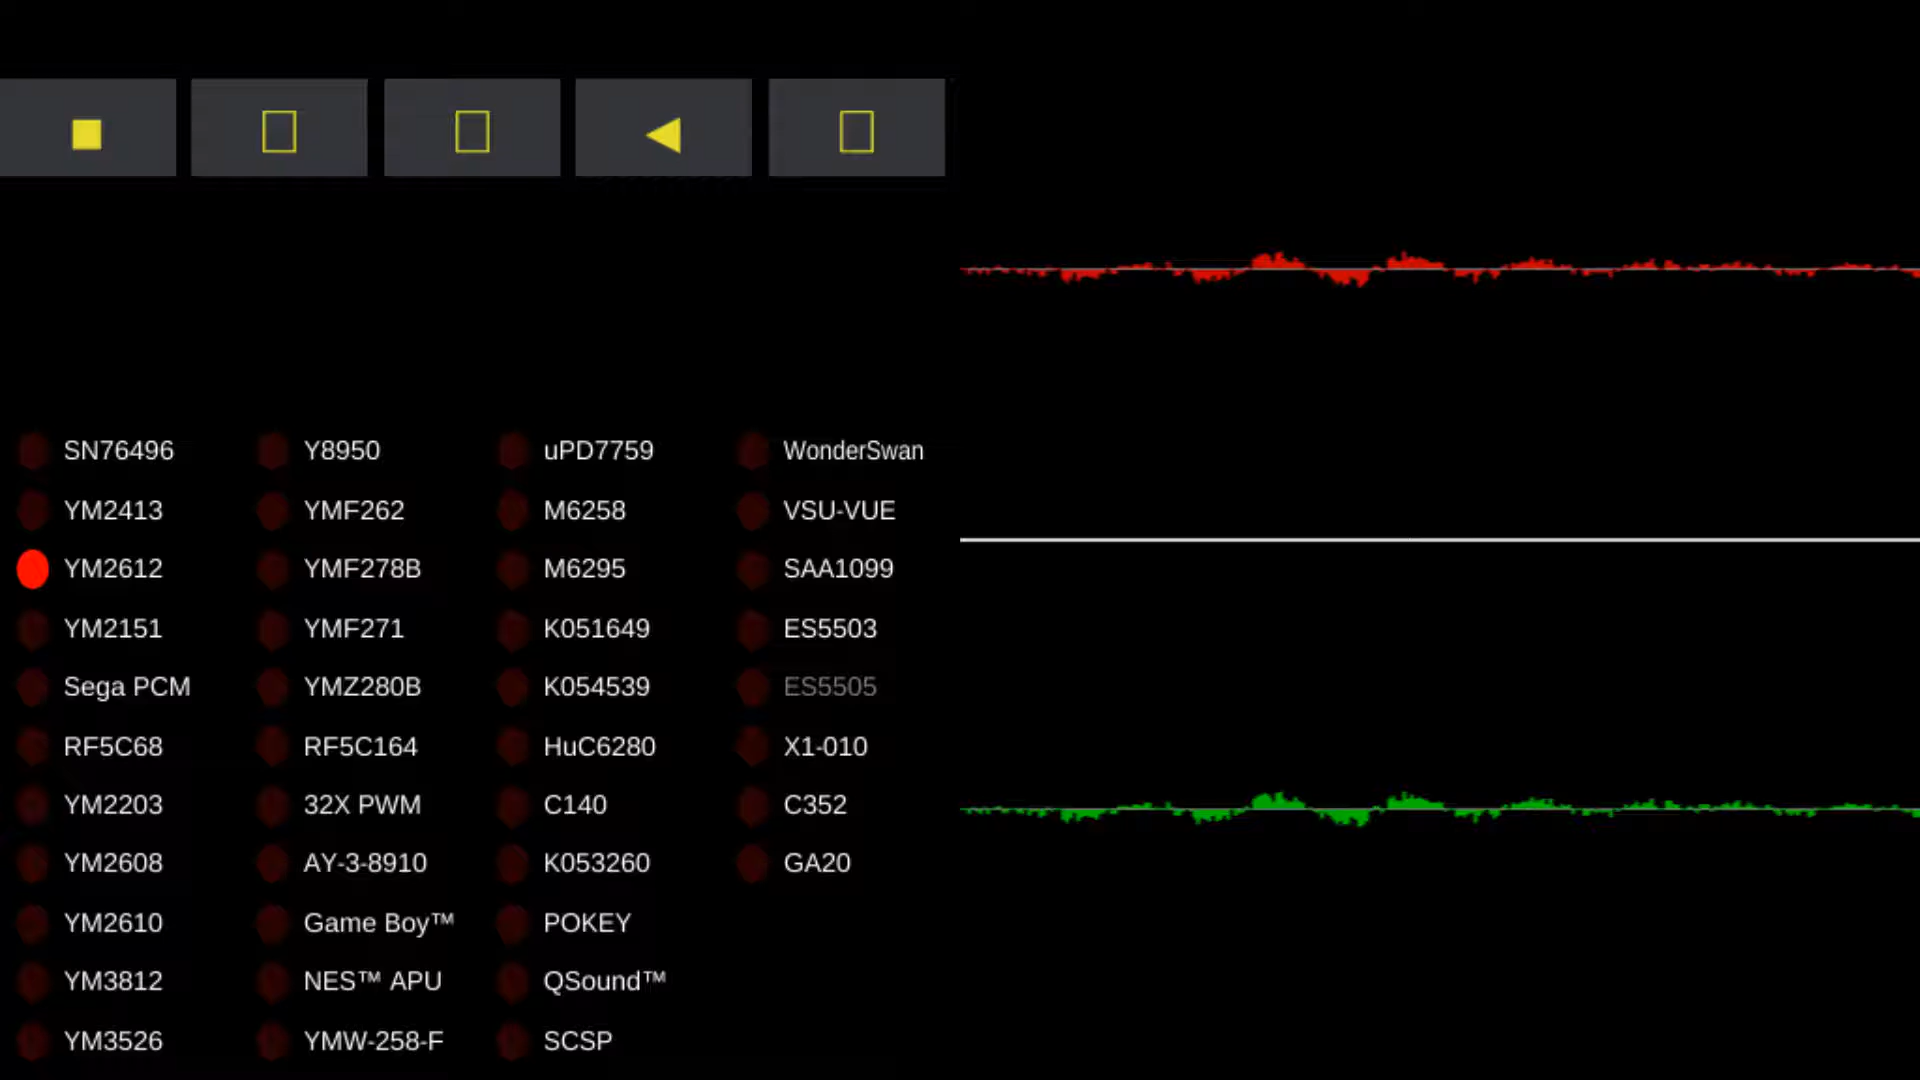 SN76496 Y8950 uPD7759 WonderSwan
YM2413 YMF262 M6258 VSU-VUE
YM2612 YMF278B M6295 SAA1099
YM2151 YMF271 K051649 ES5503
Sega PCM YMZ280B K054539 ES5505
RF5C68 RF5C164 HuC6280 X1-010
YM2203 32X PWM C140 C352
YM2608 AY-3-8910 K053260 GA20
YM2610 Game Boy™ POKEY
YM3812 NES™ APU QSound™
YM3526 YMW-258-F SCSP